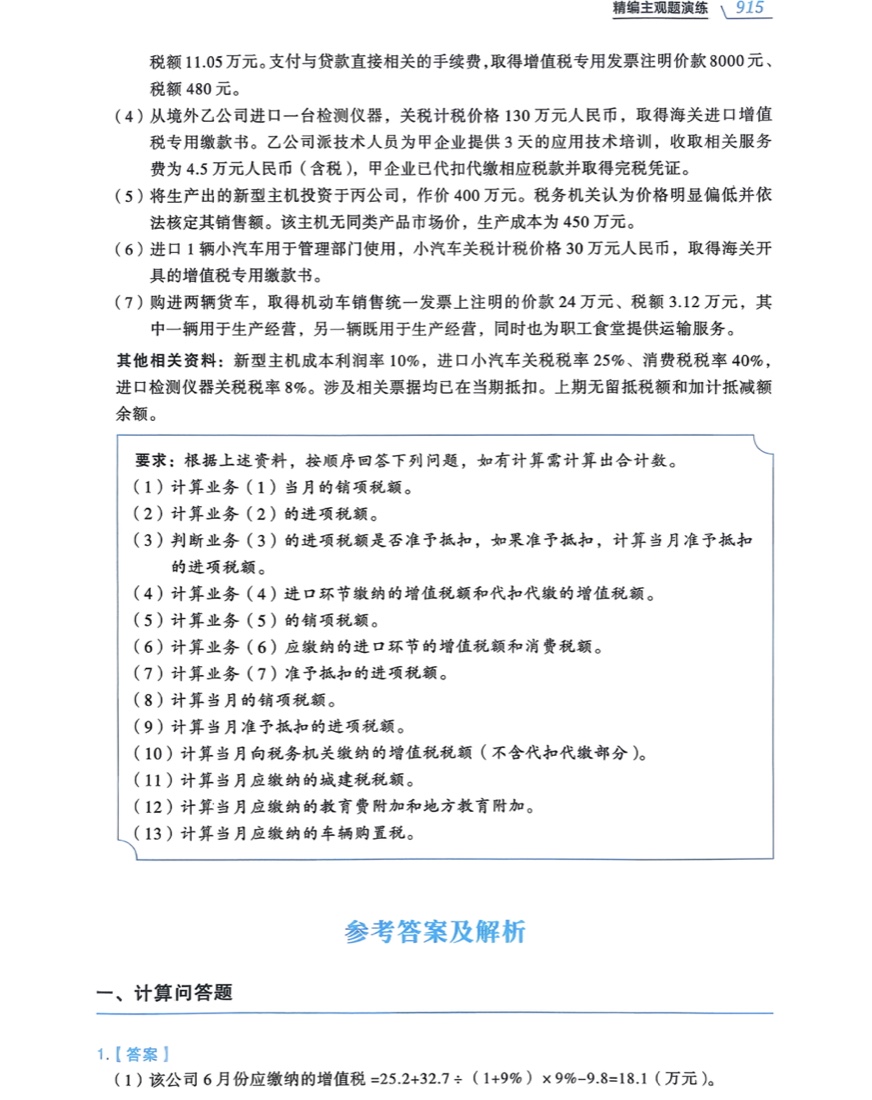 精编主观题演练 915
税额 11.05 万元。支付与贷款直接相关的手续费,取得增值税专用发票注明价款 8000 元、
税额 480 元。
(4)从境外乙公司进口一台检测仪器，关税计税价格 130 万元人民币，取得海关进口增值
税专用缴款书。乙公司派技术人员为甲企业提供 3 天的应用技术培训，收取相关服务
费为 4.5 万元人民币（含税），甲企业已代扣代缴相应税款并取得完税凭证。
(5)将生产出的新型主机投资于丙公司，作价 400 万元。税务机关认为价格明显偏低并依
法核定其销售额。该主机无同类产品市场价，生产成本为 450 万元。
(6)进口 1 辆小汽车用于管理部门使用，小汽车关税计税价格 30 万元人民币，取得海关开
具的增值税专用缴款书。
(7)购进两辆货车，取得机动车销售统一发票上注明的价款 24 万元、税额 3.12 万元，其
中一辆用于生产经营，另一辆既用于生产经营，同时也为职工食堂提供运输服务。
其他相关资料：新型主机成本利润率 10%，进口小汽车关税税率 25%、消费税税率 40%，
进口检测仪器关税税率 8%。涉及相关票据均已在当期抵扣。上期无留抵税额和加计抵减额
余额。
要求：根据上述资料，按顺序回答下列问题，如有计算需计算出合计数。
(1)计算业务(1)当月的销项税额。
(2)计算业务(2)的进项税额。
(3)判断业务(3)的进项税额是否准予抵扣，如果准予抵扣，计算当月准予抵扣
的进项税额。
(4)计算业务(4)进口环节缴纳的增值税额和代扣代缴的增值税额。
(5)计算业务(5)的销项税额。
(6)计算业务(6)应缴纳的进口环节的增值税额和消费税额。
(7)计算业务(7)准予抵扣的进项税额。
(8)计算当月的销项税额。
(9)计算当月准予抵扣的进项税额。
(10)计算当月向税务机关缴纳的增值税税额（不含代扣代缴部分）。
(11)计算当月应缴纳的城建税税额。
(12)计算当月应缴纳的教育费附加和地方教育附加。
(13)计算当月应缴纳的车辆购置税。
参考答案及解析
一、计算问答题
1.【答案】
(1)该公司 6 月份应缴纳的增值税 =25.2+32.7÷（1+9%）×9%-9.8=18.1（万元）。